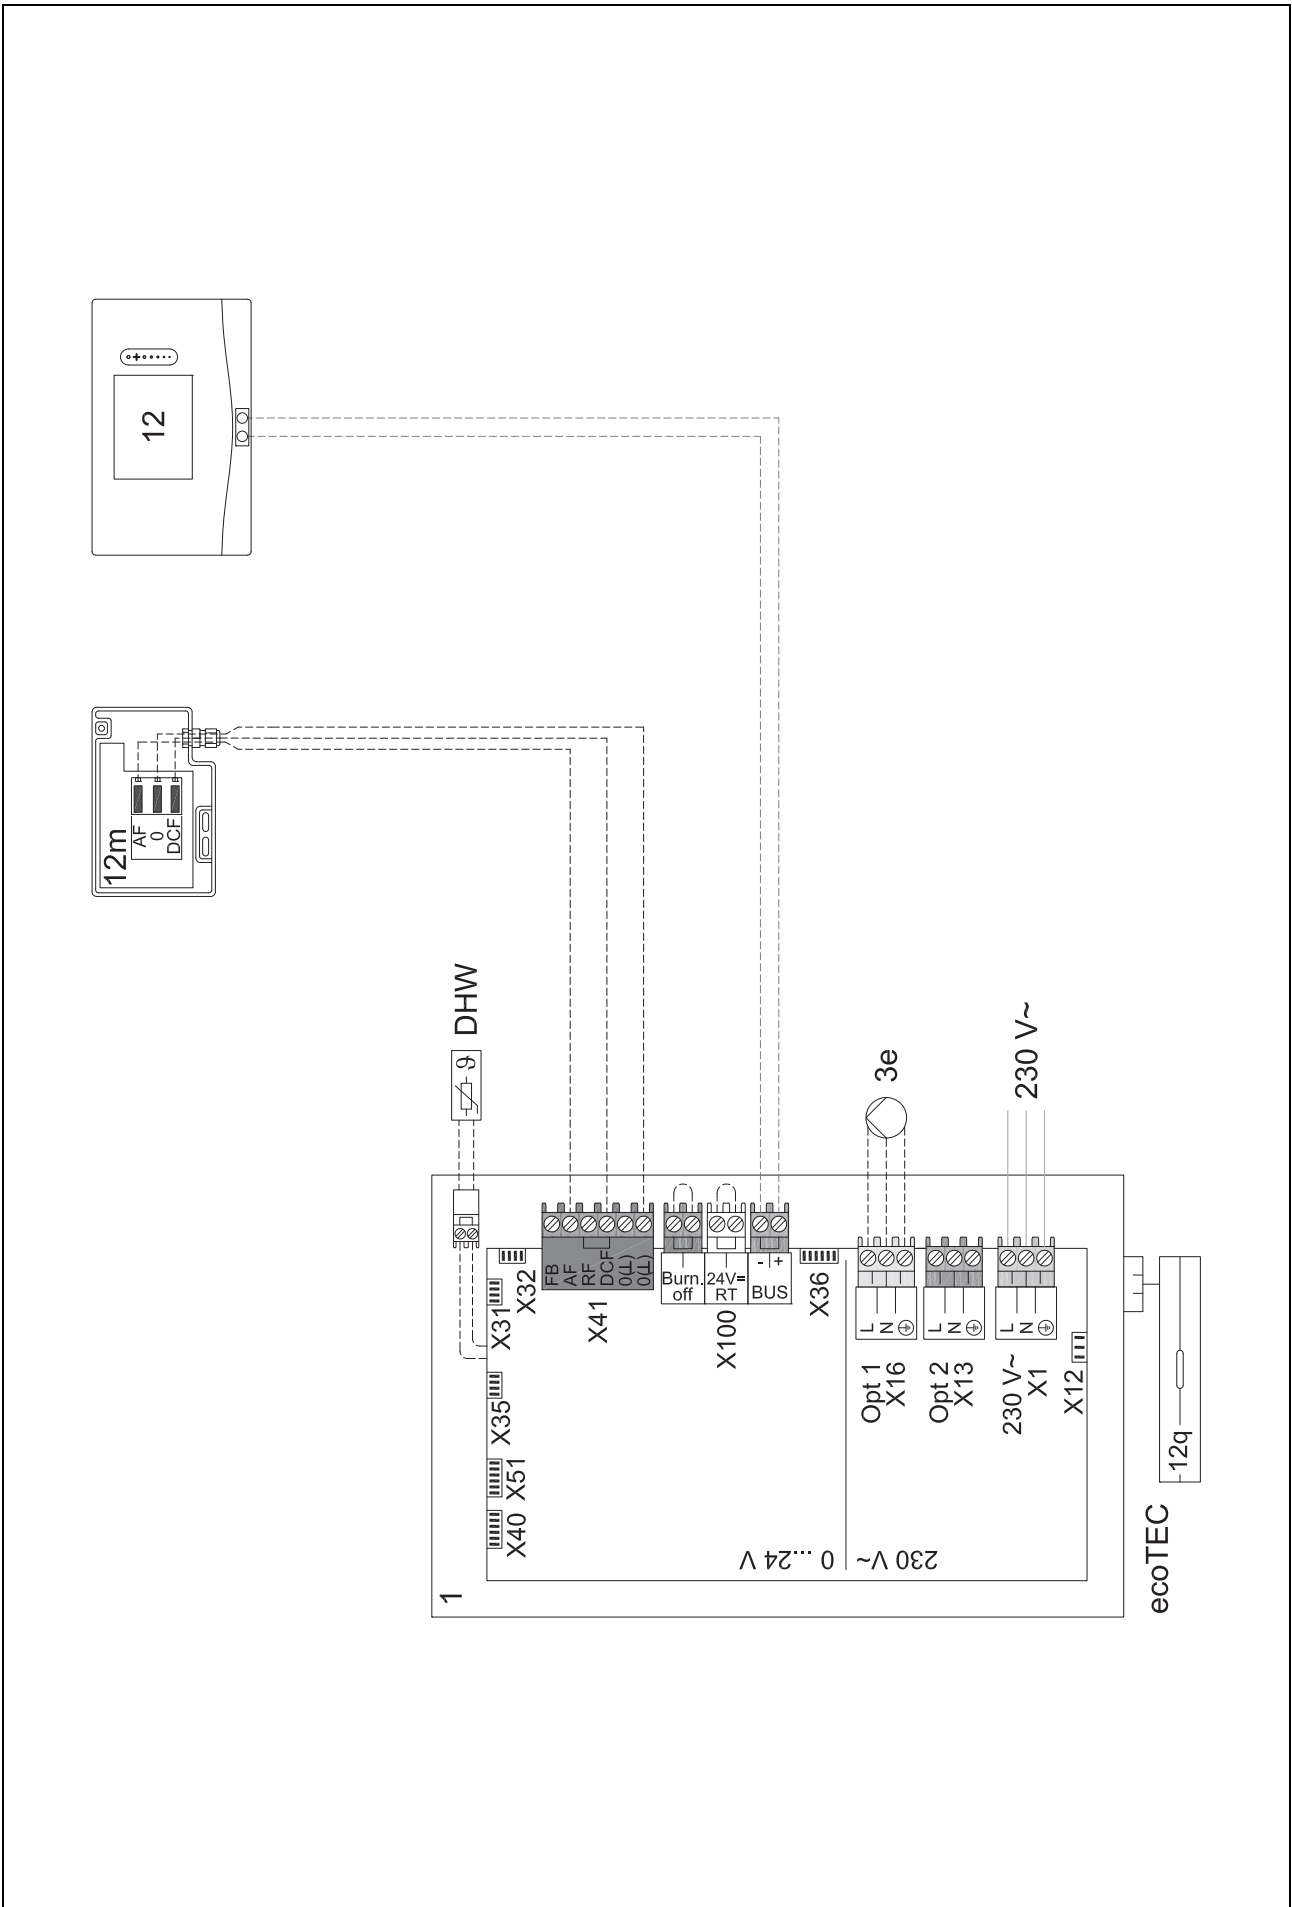 12
12m
AF
0
DCF
DHW
ϑ
3e
230 V~
1
X40
X51
X35
X31
X32
FB
AF
RF
DCF
0(⊥)
0(⊥)
X41
Burn.
off
24V=
RT
X100
- +
BUS
X36
L
N
Opt 1
X16
L
N
Opt 2
X13
L
N
230 V~
X1
X12
0...24 V
230 V~
12q
ecoTEC